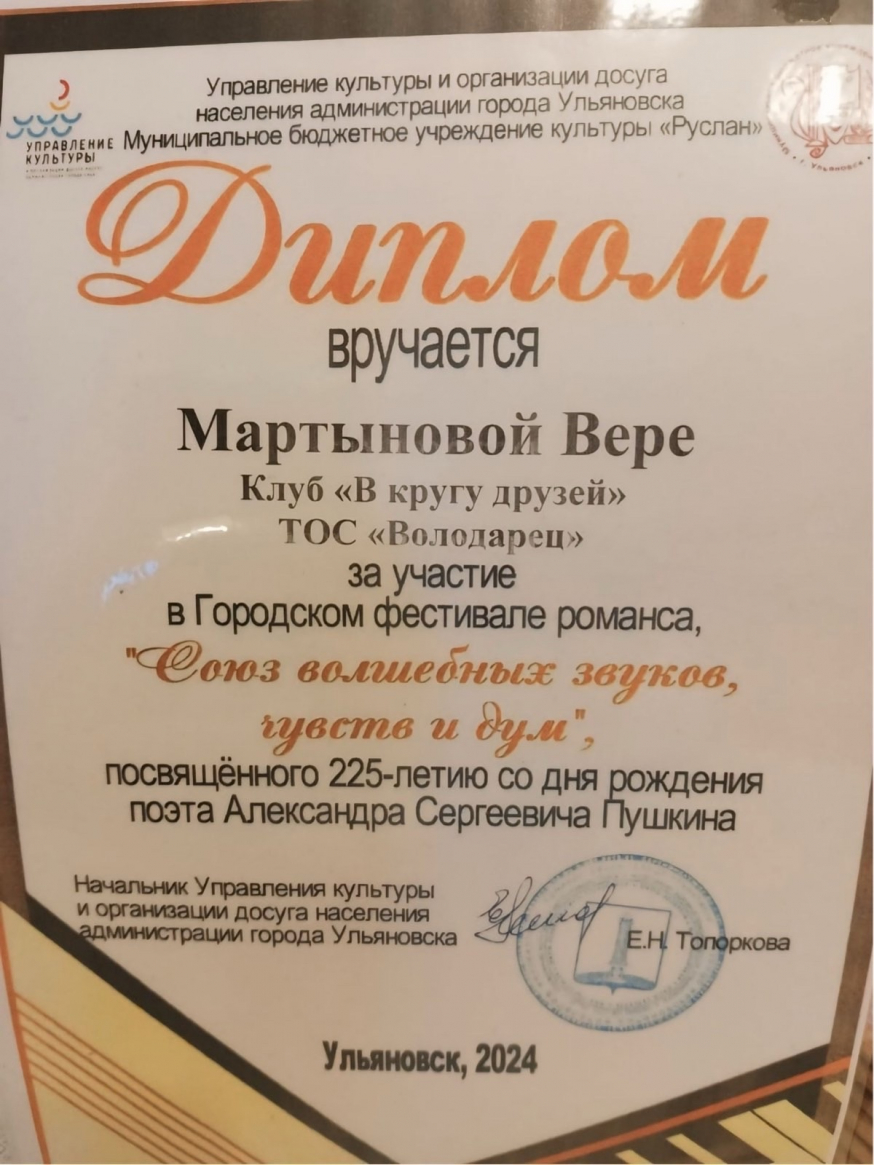 Управление культуры и организации досуга
населения администрации города Ульяновска
Муниципальное бюджетное учреждение культуры «Руслан»
УПРАВЛЕНИЕ
КУЛЬТУРЫ
г. Ульяновск
Диплом
вручается
Мартыновой Вере
Клуб «В кругу друзей»
ТОС «Володарец»
за участие
в Городском фестивале романса,
"Союз волшебных звуков,
чувств и дум",
посвящённого 225-летию со дня рождения
поэта Александра Сергеевича Пушкина
Начальник Управления культуры
и организации досуга населения
администрации города Ульяновска
Е.Н. Топоркова
Ульяновск, 2024